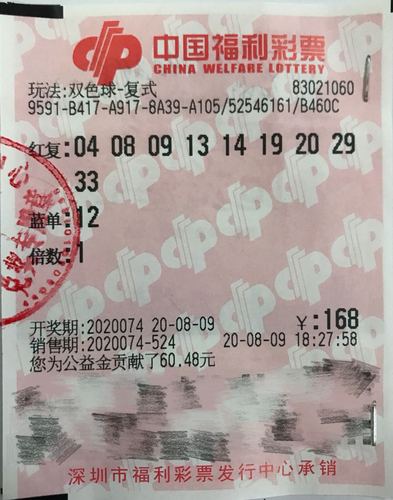 中国福利彩票
CHINA WELFARE LOTTERY
玩法:双色球-复式 83021060
9591-B417-A917-8A39-A105/52546161/B460C
红复:04 08 09 13 14 19 20 29
33
蓝单:12
倍数:1
开奖期:2020074 20-08-09 ￥:168
销售期:2020074-524 20-08-09 18:27:58
您为公益金贡献了60.48元
深圳市福利彩票发行中心承销